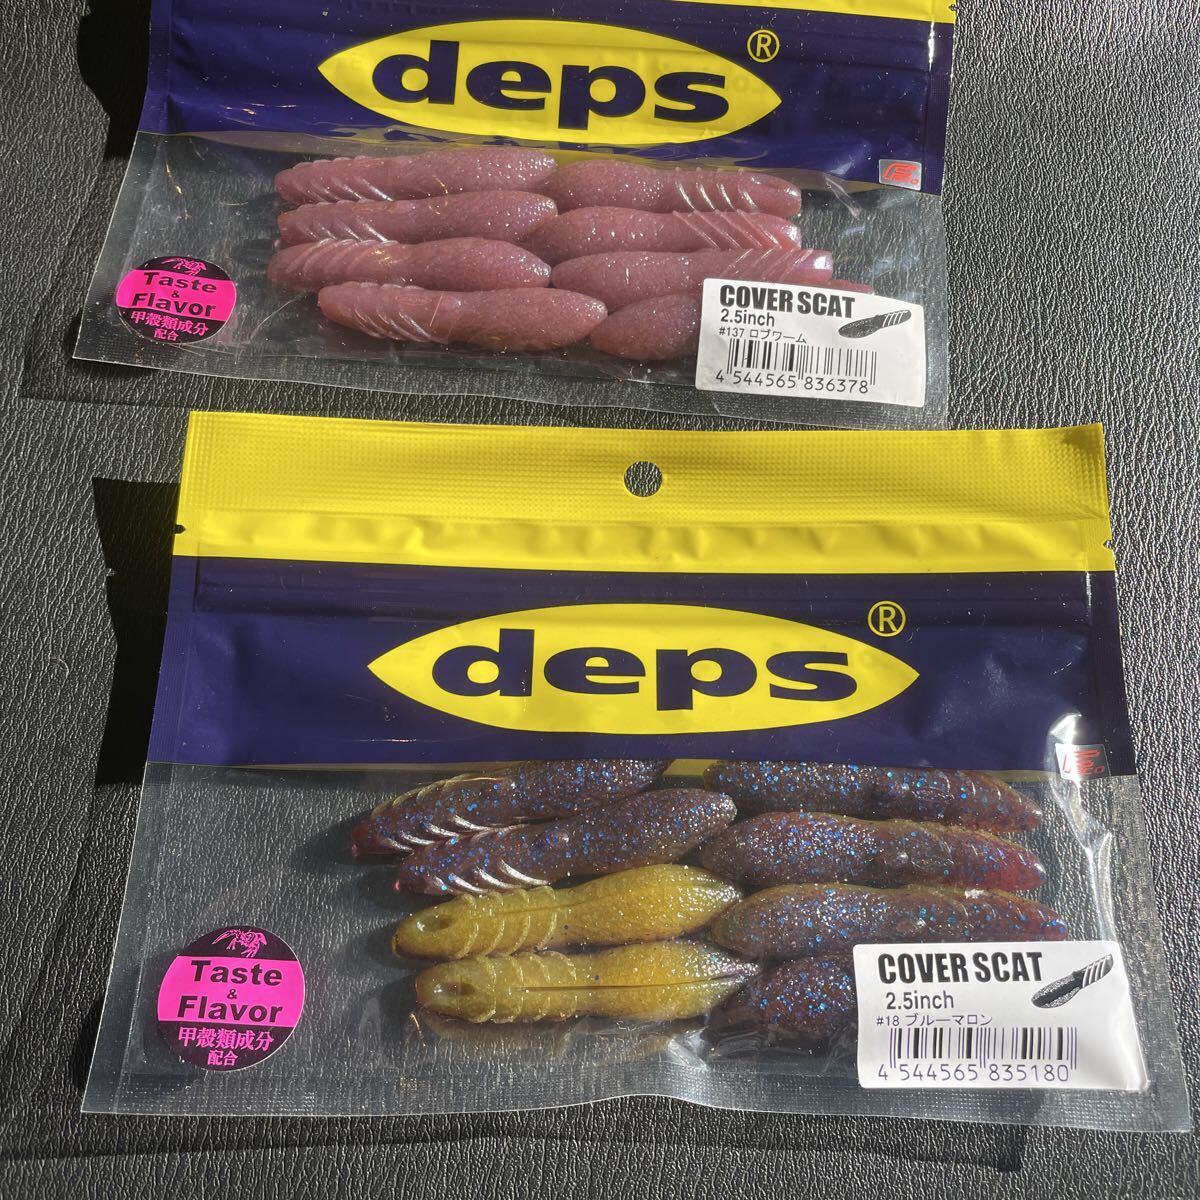 deps®
Taste
&
Flavor
甲殻類成分
配合
COVER SCAT
2.5inch
#137 ロブワーム
4 544565 836378
deps®
Taste
&
Flavor
甲殻類成分
配合
COVER SCAT
2.5inch
#18 ブルーマロン
4 544565 835180